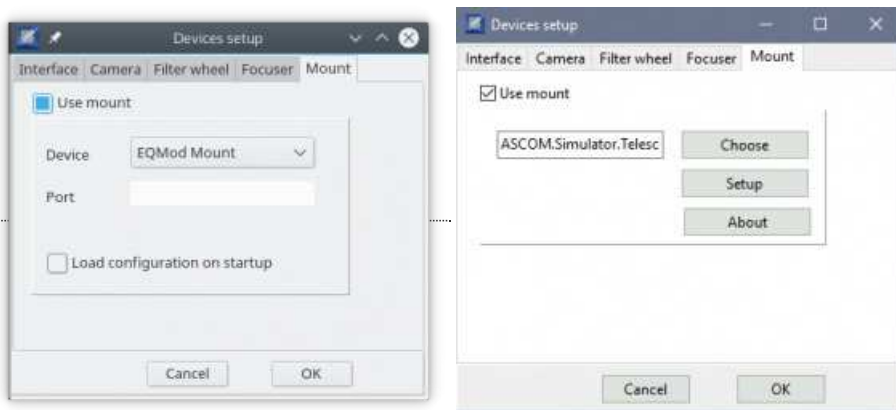 Devices setup
Interface Camera Filter wheel Focuser Mount
Use mount
Device EQMod Mount
Port
Load configuration on startup
Cancel OK
Devices setup
Interface Camera Filter wheel Focuser Mount
Use mount
ASCOM.Simulator.Telesc Choose
Setup
About
Cancel OK